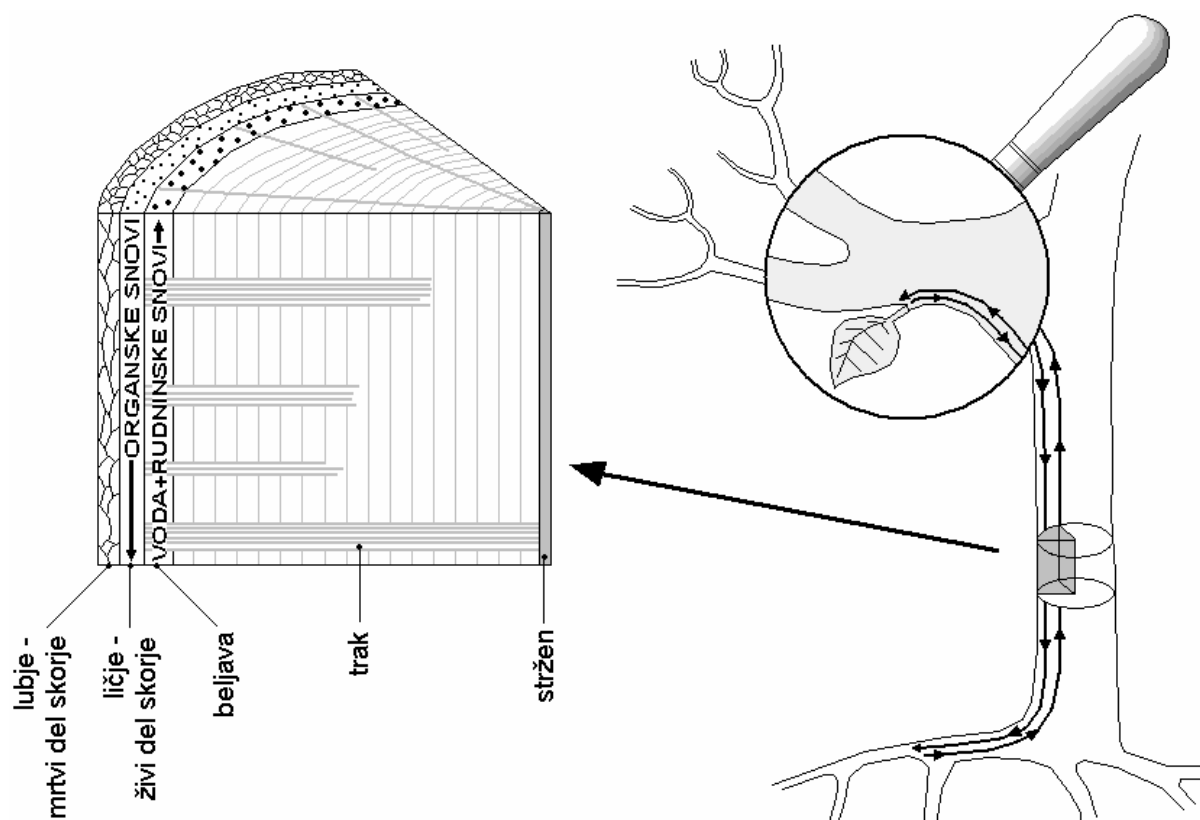 ORGANSKE SNOVI
VODA+RUDNINSKE SNOVI
lubje -
mrtvi del skorje
ličje -
živi del skorje
beljava
trak
stržen